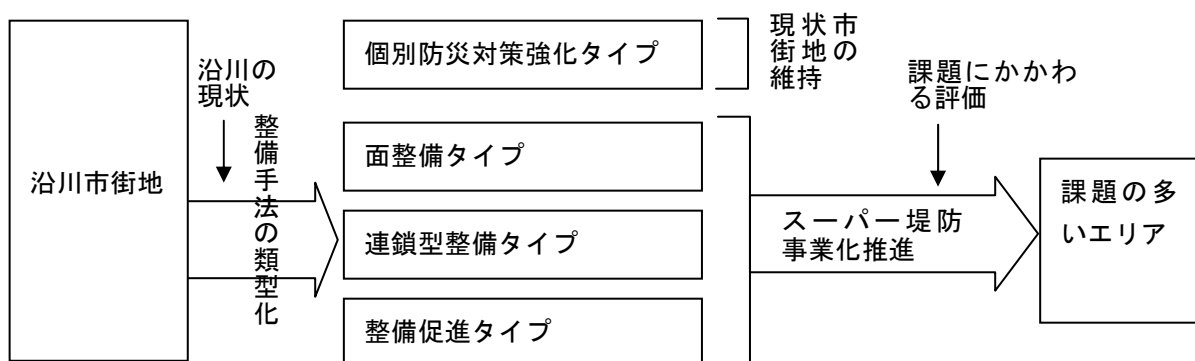 沿川市街地
沿川の
現状
整備手法の類型化
個別防災対策強化タイプ
面整備タイプ
連鎖型整備タイプ
整備促進タイプ
現状市
街地の
維持
スーパー堤防
事業化推進
課題にかかわ
る評価
課題の多
いエリア